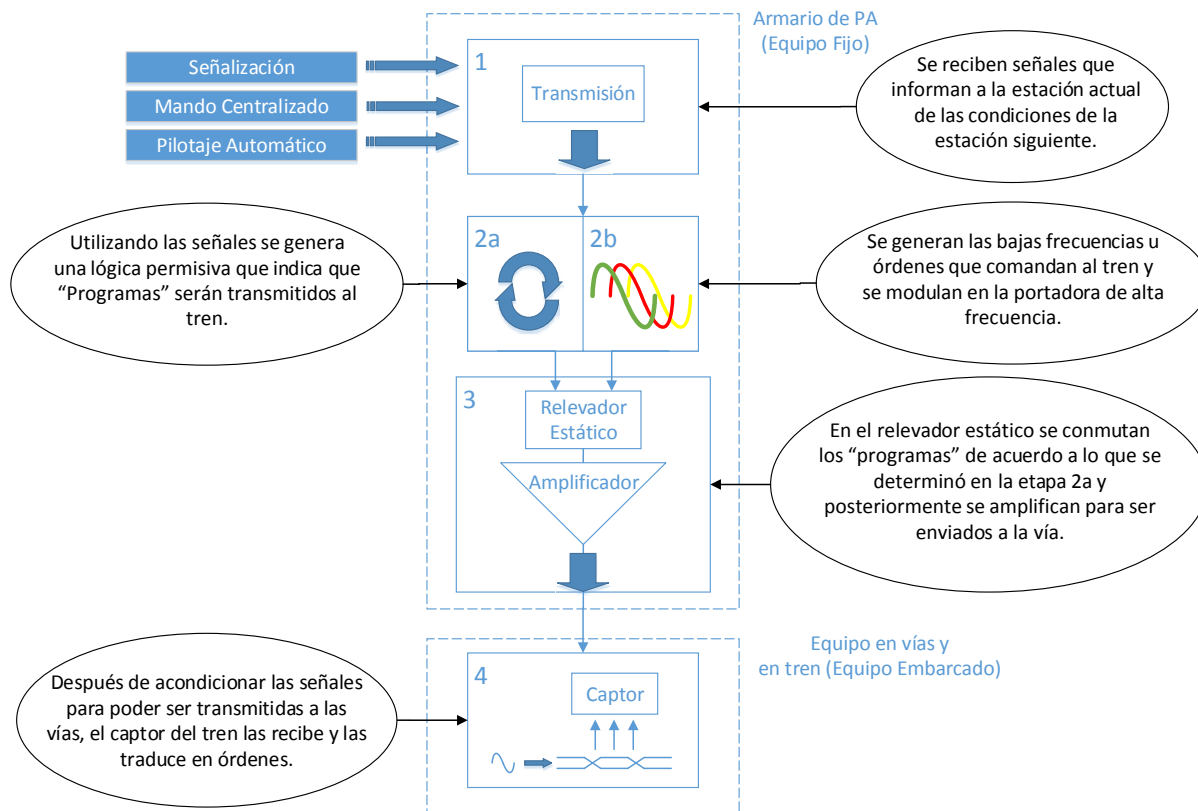 Armario de PA
(Equipo Fijo)
Señalización
Mando Centralizado
Pilotaje Automático
1
Transmisión
Se reciben señales que
informan a la estación actual
de las condiciones de la
estación siguiente.
Utilizando las señales se genera
una lógica permisiva que indica que
“Programas” serán transmitidos al
tren.
2a
2b
Se generan las bajas frecuencias u
órdenes que comandan al tren y
se modulan en la portadora de alta
frecuencia.
3
Relevador
Estático
Amplificador
En el relevador estático se conmutan
los “programas” de acuerdo a lo que se
determinó en la etapa 2a y
posteriormente se amplifican para ser
enviados a la vía.
Equipo en vías y
en tren (Equipo Embarcado)
Después de acondicionar las señales
para poder ser transmitidas a las
vías, el captor del tren las recibe y las
traduce en órdenes.
4
Captor